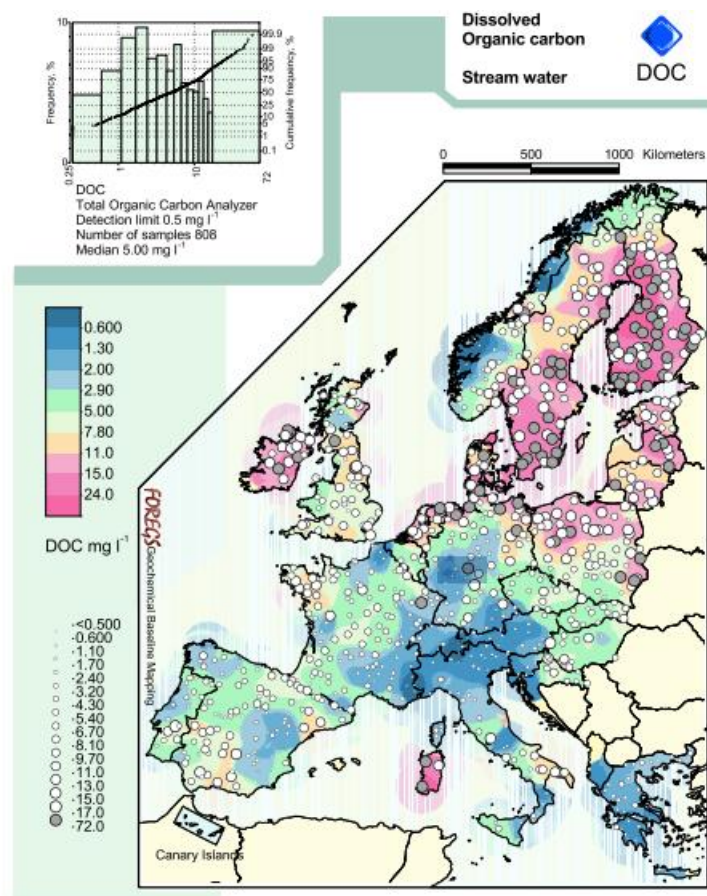 Dissolved
Organic carbon
Stream water
DOC
10
0
Frequency, %
99.9
99
95
90
75
50
25
10
5
1
0.1
Cumulative frequency, %
0.25
1
10
72
DOC
Total Organic Carbon Analyzer
Detection limit 0.5 mg l⁻¹
Number of samples 808
Median 5.00 mg l⁻¹
0 500 1000 Kilometers
0.600
1.30
2.00
2.90
5.00
7.80
11.0
15.0
24.0
DOC mg l⁻¹
FOREGS Geochemical Baseline Mapping
-<0.500
-0.600
-1.10
-1.70
-2.40
-3.20
-4.30
-5.40
-6.70
-8.10
-9.70
-11.0
-13.0
-15.0
-17.0
-72.0
Canary Islands